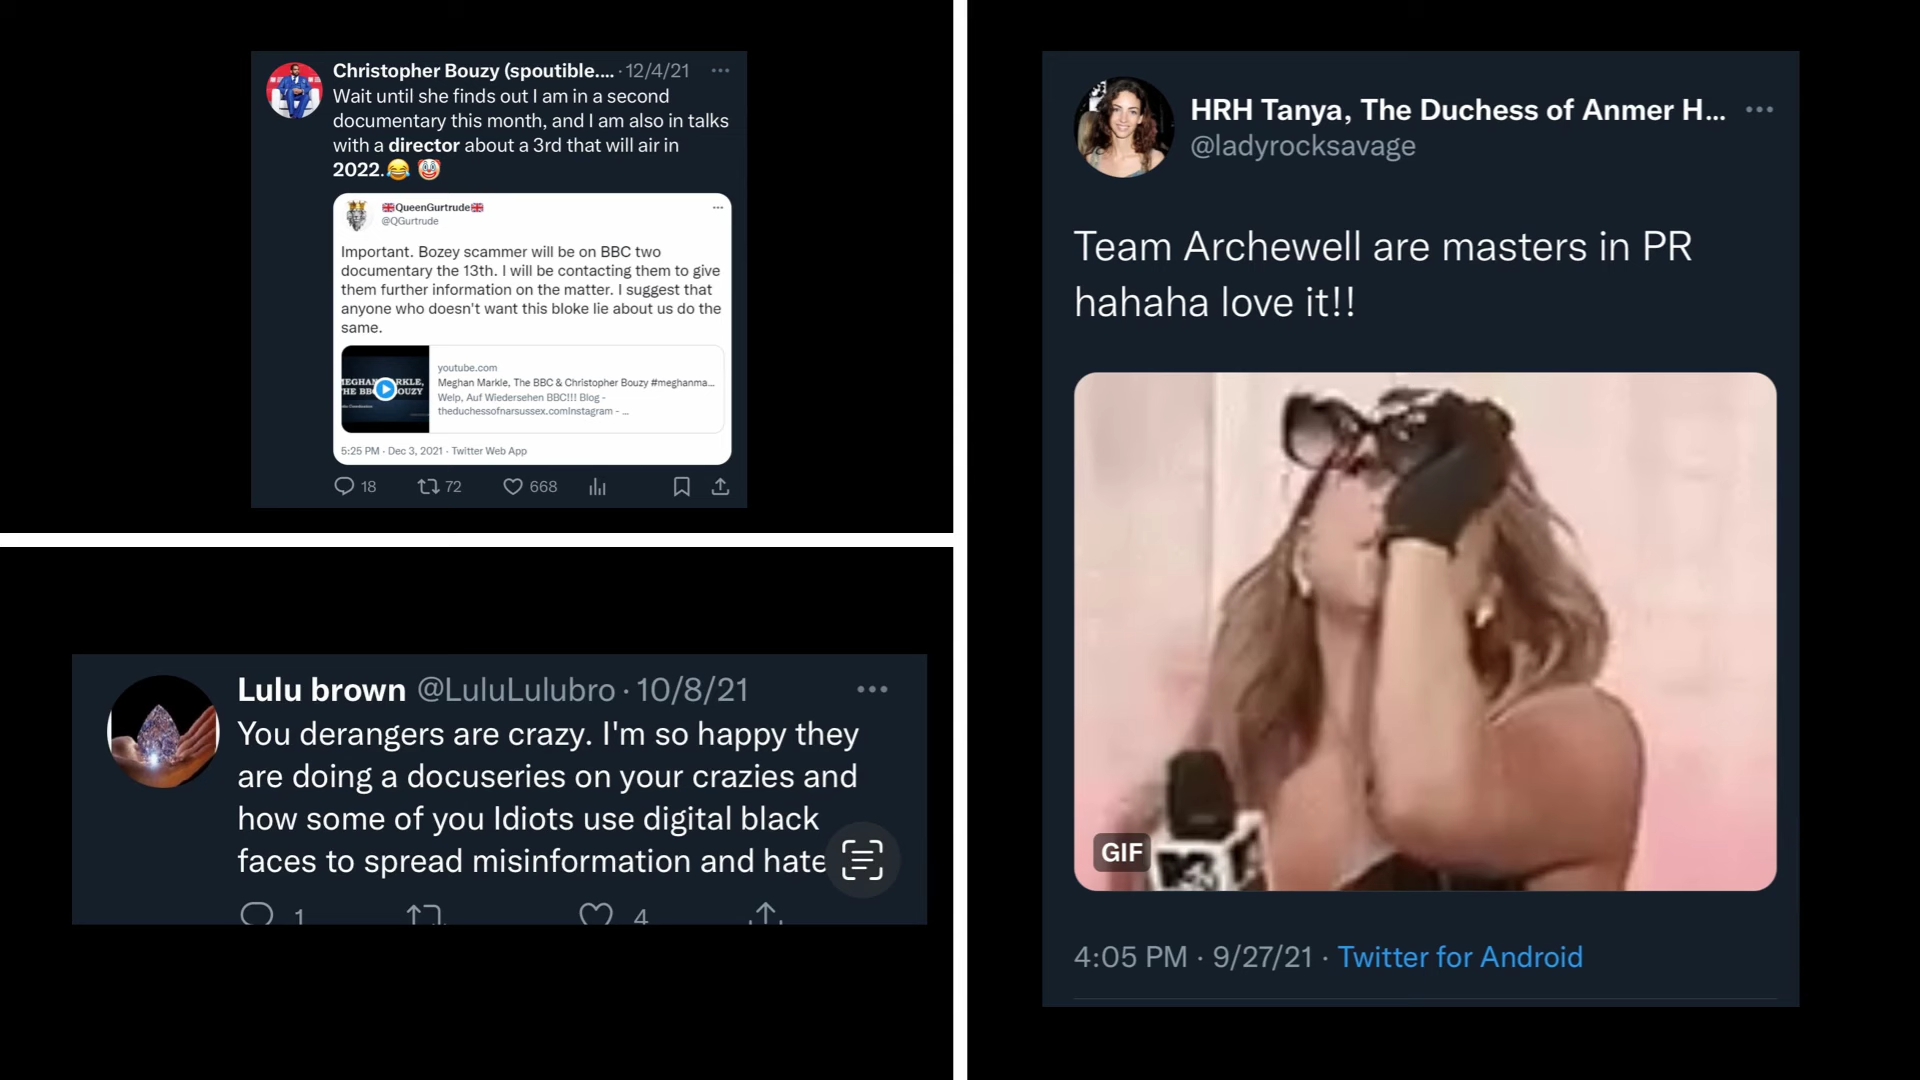 Christopher Bouzy (spoutible.... · 12/4/21
Wait until she finds out I am in a second
documentary this month, and I am also in talks
with a director about a 3rd that will air in
2022.😂 🤡
🇬🇧QueenGurtrude🇬🇧
@QGurtrude
Important. Bozey scammer will be on BBC two
documentary the 13th. I will be contacting them to give
them further information on the matter. I suggest that
anyone who doesn't want this bloke lie about us do the
same.
youtube.com
Meghan Markle, The BBC & Christopher Bouzy #meghanma...
Welp, Auf Wiedersehen BBC!!! Blog -
theduchessofnarsussex.comInstagram - ...
5:25 PM · Dec 3, 2021 · Twitter Web App
18 72 668
Lulu brown @LuluLulubro · 10/8/21
You derangers are crazy. I'm so happy they
are doing a docuseries on your crazies and
how some of you Idiots use digital black
faces to spread misinformation and hate
1 4
HRH Tanya, The Duchess of Anmer H...
@ladyrocksavage
Team Archewell are masters in PR
hahaha love it!!
GIF
4:05 PM · 9/27/21 · Twitter for Android